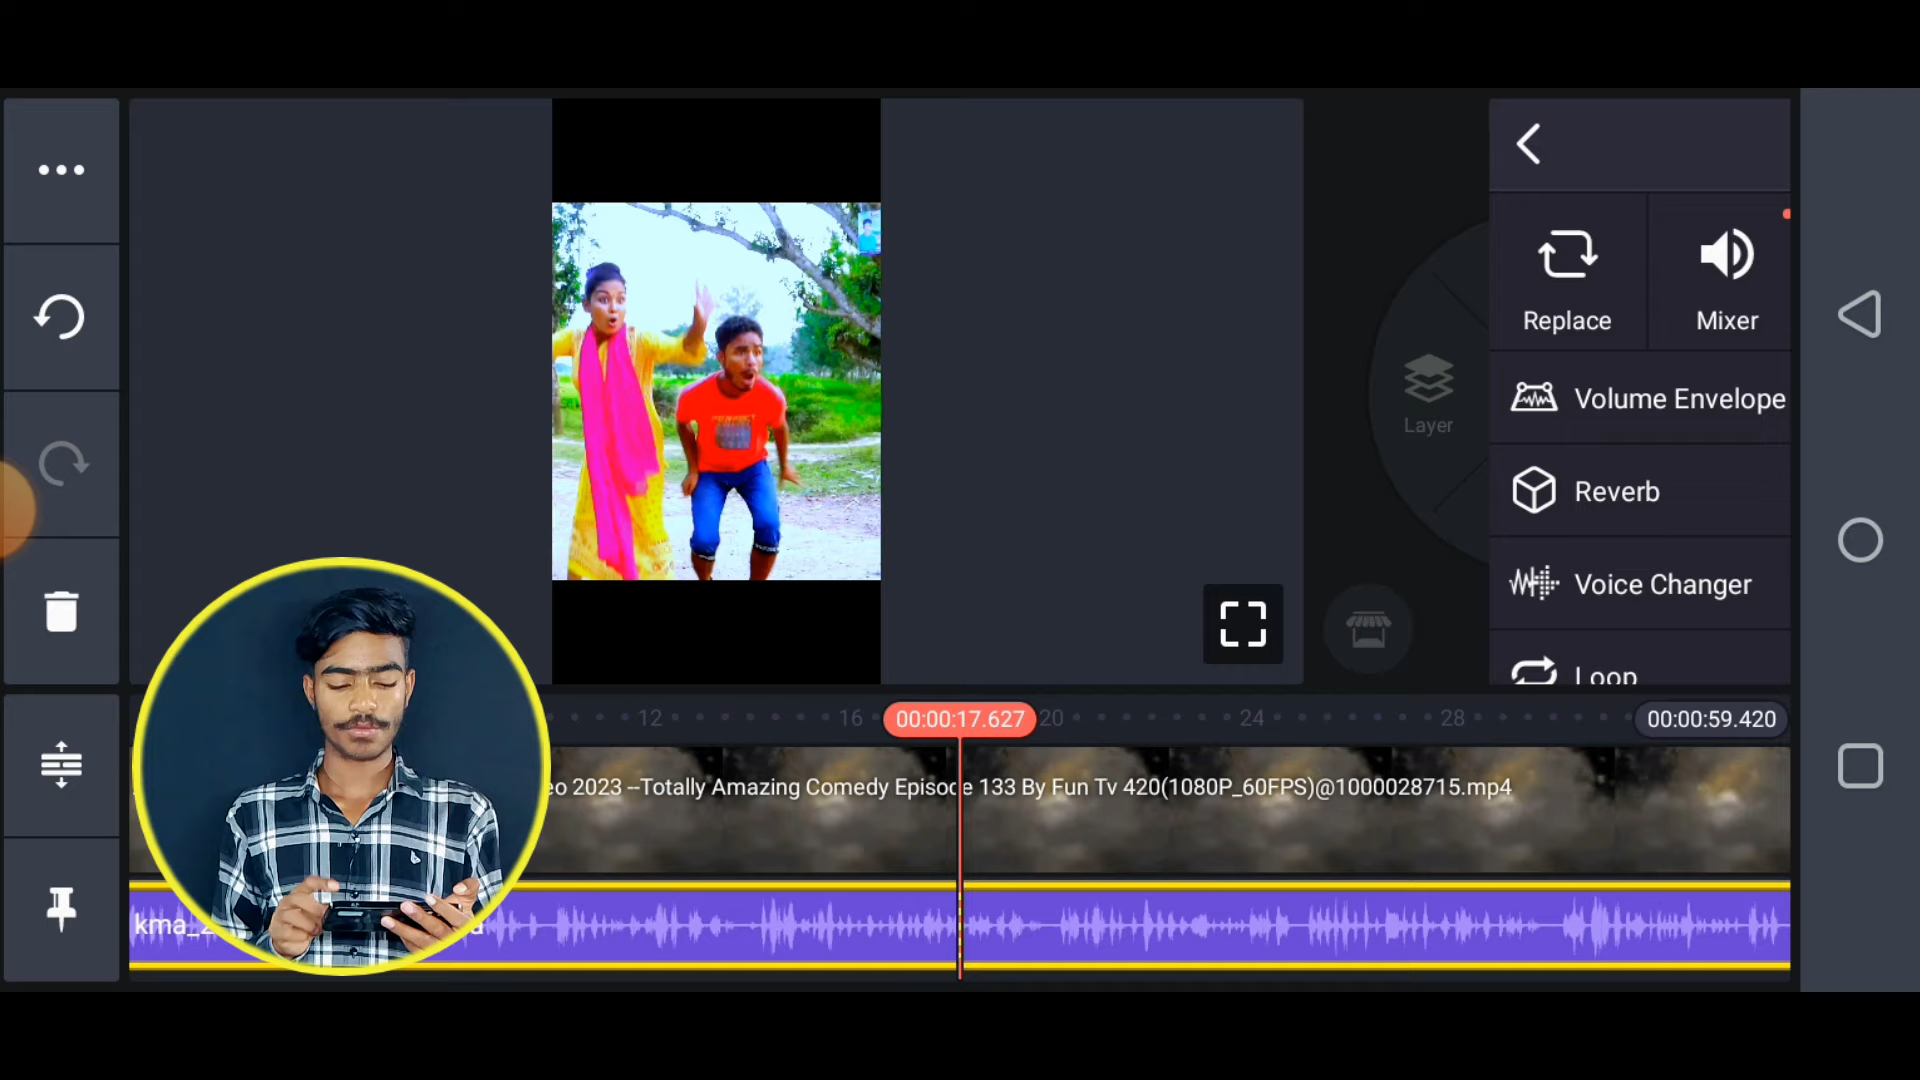 Replace
Mixer
Volume Envelope
Layer
Reverb
Voice Changer
Loop
12
16
00:00:17.627
20
24
28
00:00:59.420
eo 2023 --Totally Amazing Comedy Episode 133 By Fun Tv 420(1080P_60FPS)@1000028715.mp4
kma_2